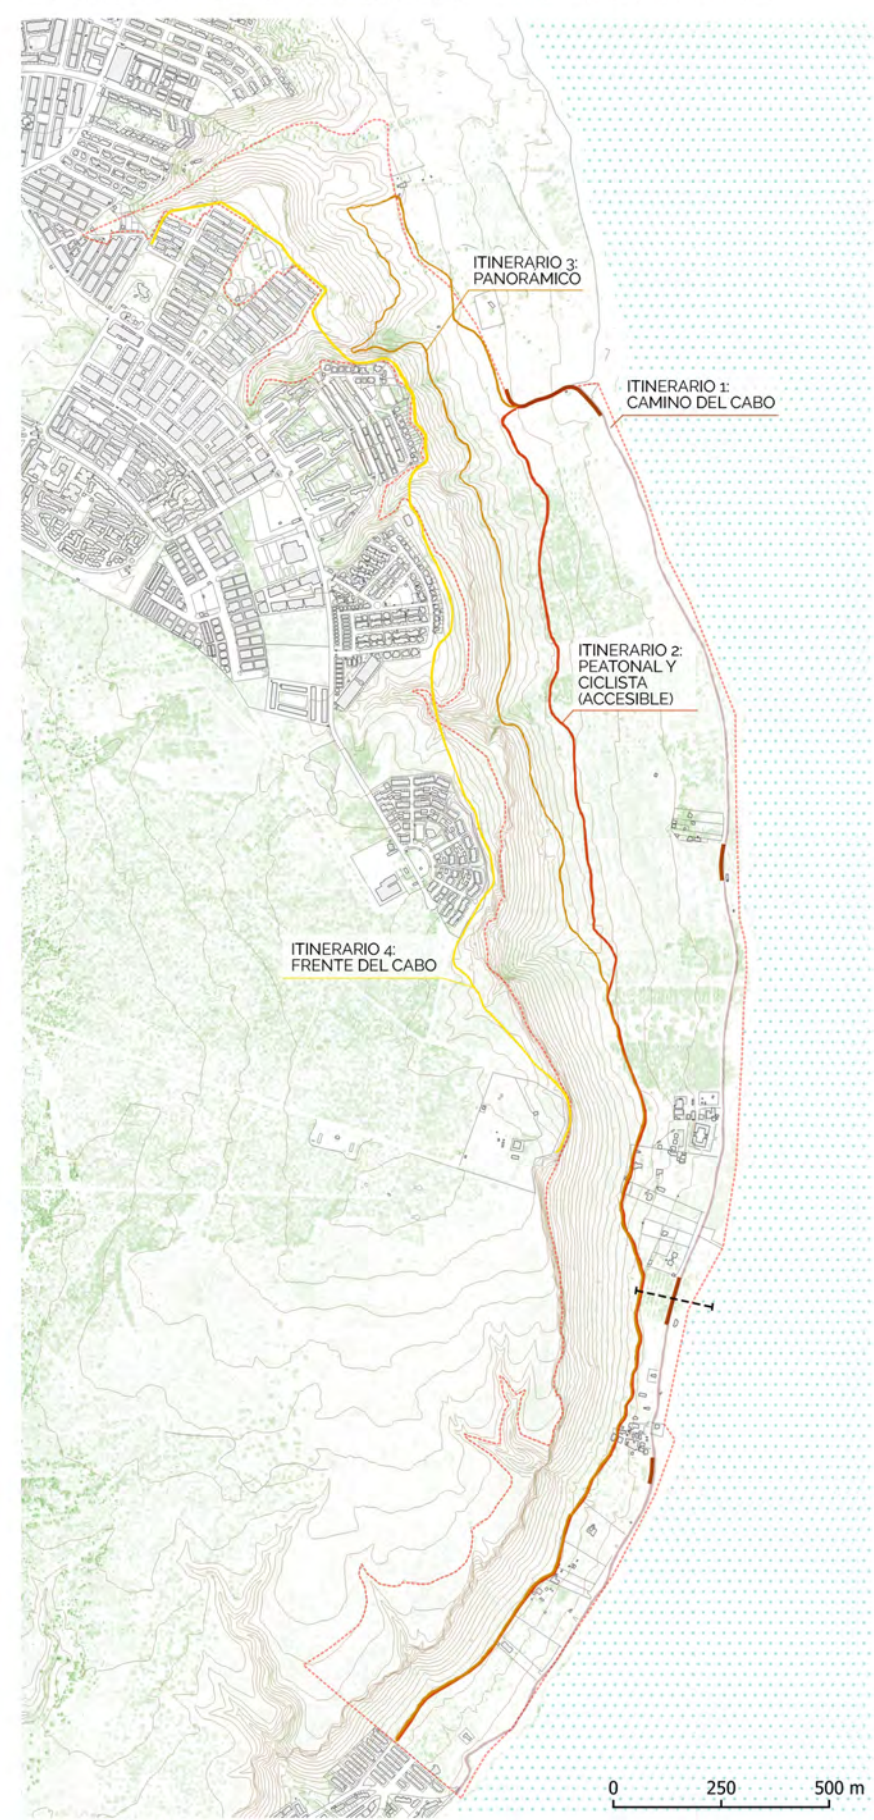 ITINERARIO 3:
PANORÁMICO
ITINERARIO 1:
CAMINO DEL CABO
ITINERARIO 2:
PEATONAL Y
CICLISTA
(ACCESIBLE)
ITINERARIO 4:
FRENTE DEL CABO
0 250 500 m